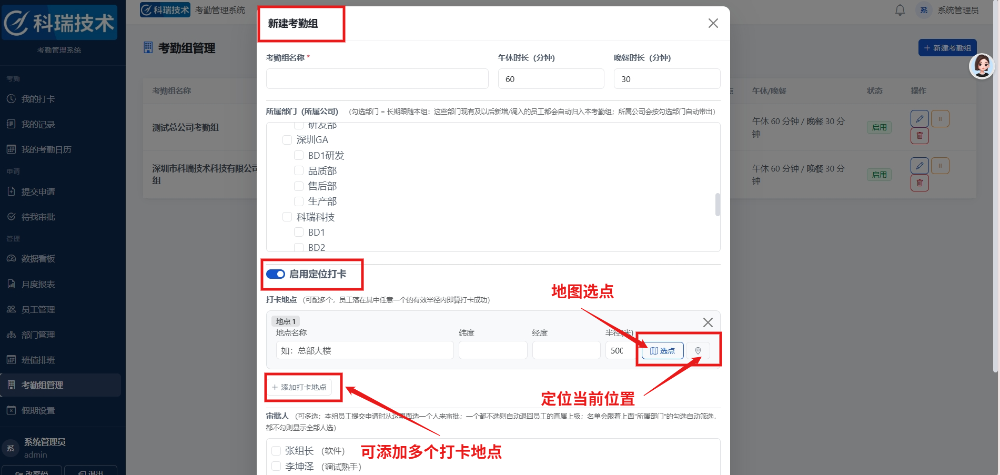 科瑞技术
考勤管理系统
考勤
我的打卡
我的记录
我的考勤日历
申请
提交申请
待我审批
管理
数据看板
月度报表
员工管理
部门管理
班值排班
考勤组管理
假期设置
系
系统管理员
admin
改密码
退出
科瑞技术
考勤管理系统
系
系统管理员
考勤组管理
+ 新建考勤组
考勤组名称
午休/晚餐
状态
操作
测试总公司考勤组
午休 60 分钟 / 晚餐 30 分
钟
启用
深圳市科瑞技术科技有限公司
组
午休 60 分钟 / 晚餐 30 分
钟
启用
新建考勤组
考勤组名称 *
午休时长（分钟）
晚餐时长（分钟）
60
30
所属部门（所属公司） （勾选部门 = 长期跟随本组：这些部门现有及以后新增/调入的员工都会自动归入本考勤组；所属公司会按勾选部门自动带出）
研发部
深圳GA
BD1研发
品质部
售后部
生产部
科瑞科技
BD1
BD2
启用定位打卡
地图选点
打卡地点 （可配多个，员工落在其中任意一个的有效半径内即算打卡成功）
地点 1
地点名称
纬度
经度
半径(米)
如：总部大楼
500
选点
+ 添加打卡地点
定位当前位置
审批人 （可多选；本组员工提交申请时从这里面选一个人来审批；一个都不选则自动退回员工的直属上级；名单会跟着上面“所属部门”的勾选自动筛选，
都不勾则显示全部人选）
张组长 （软件）
可添加多个打卡地点
李坤泽 （调试熟手）